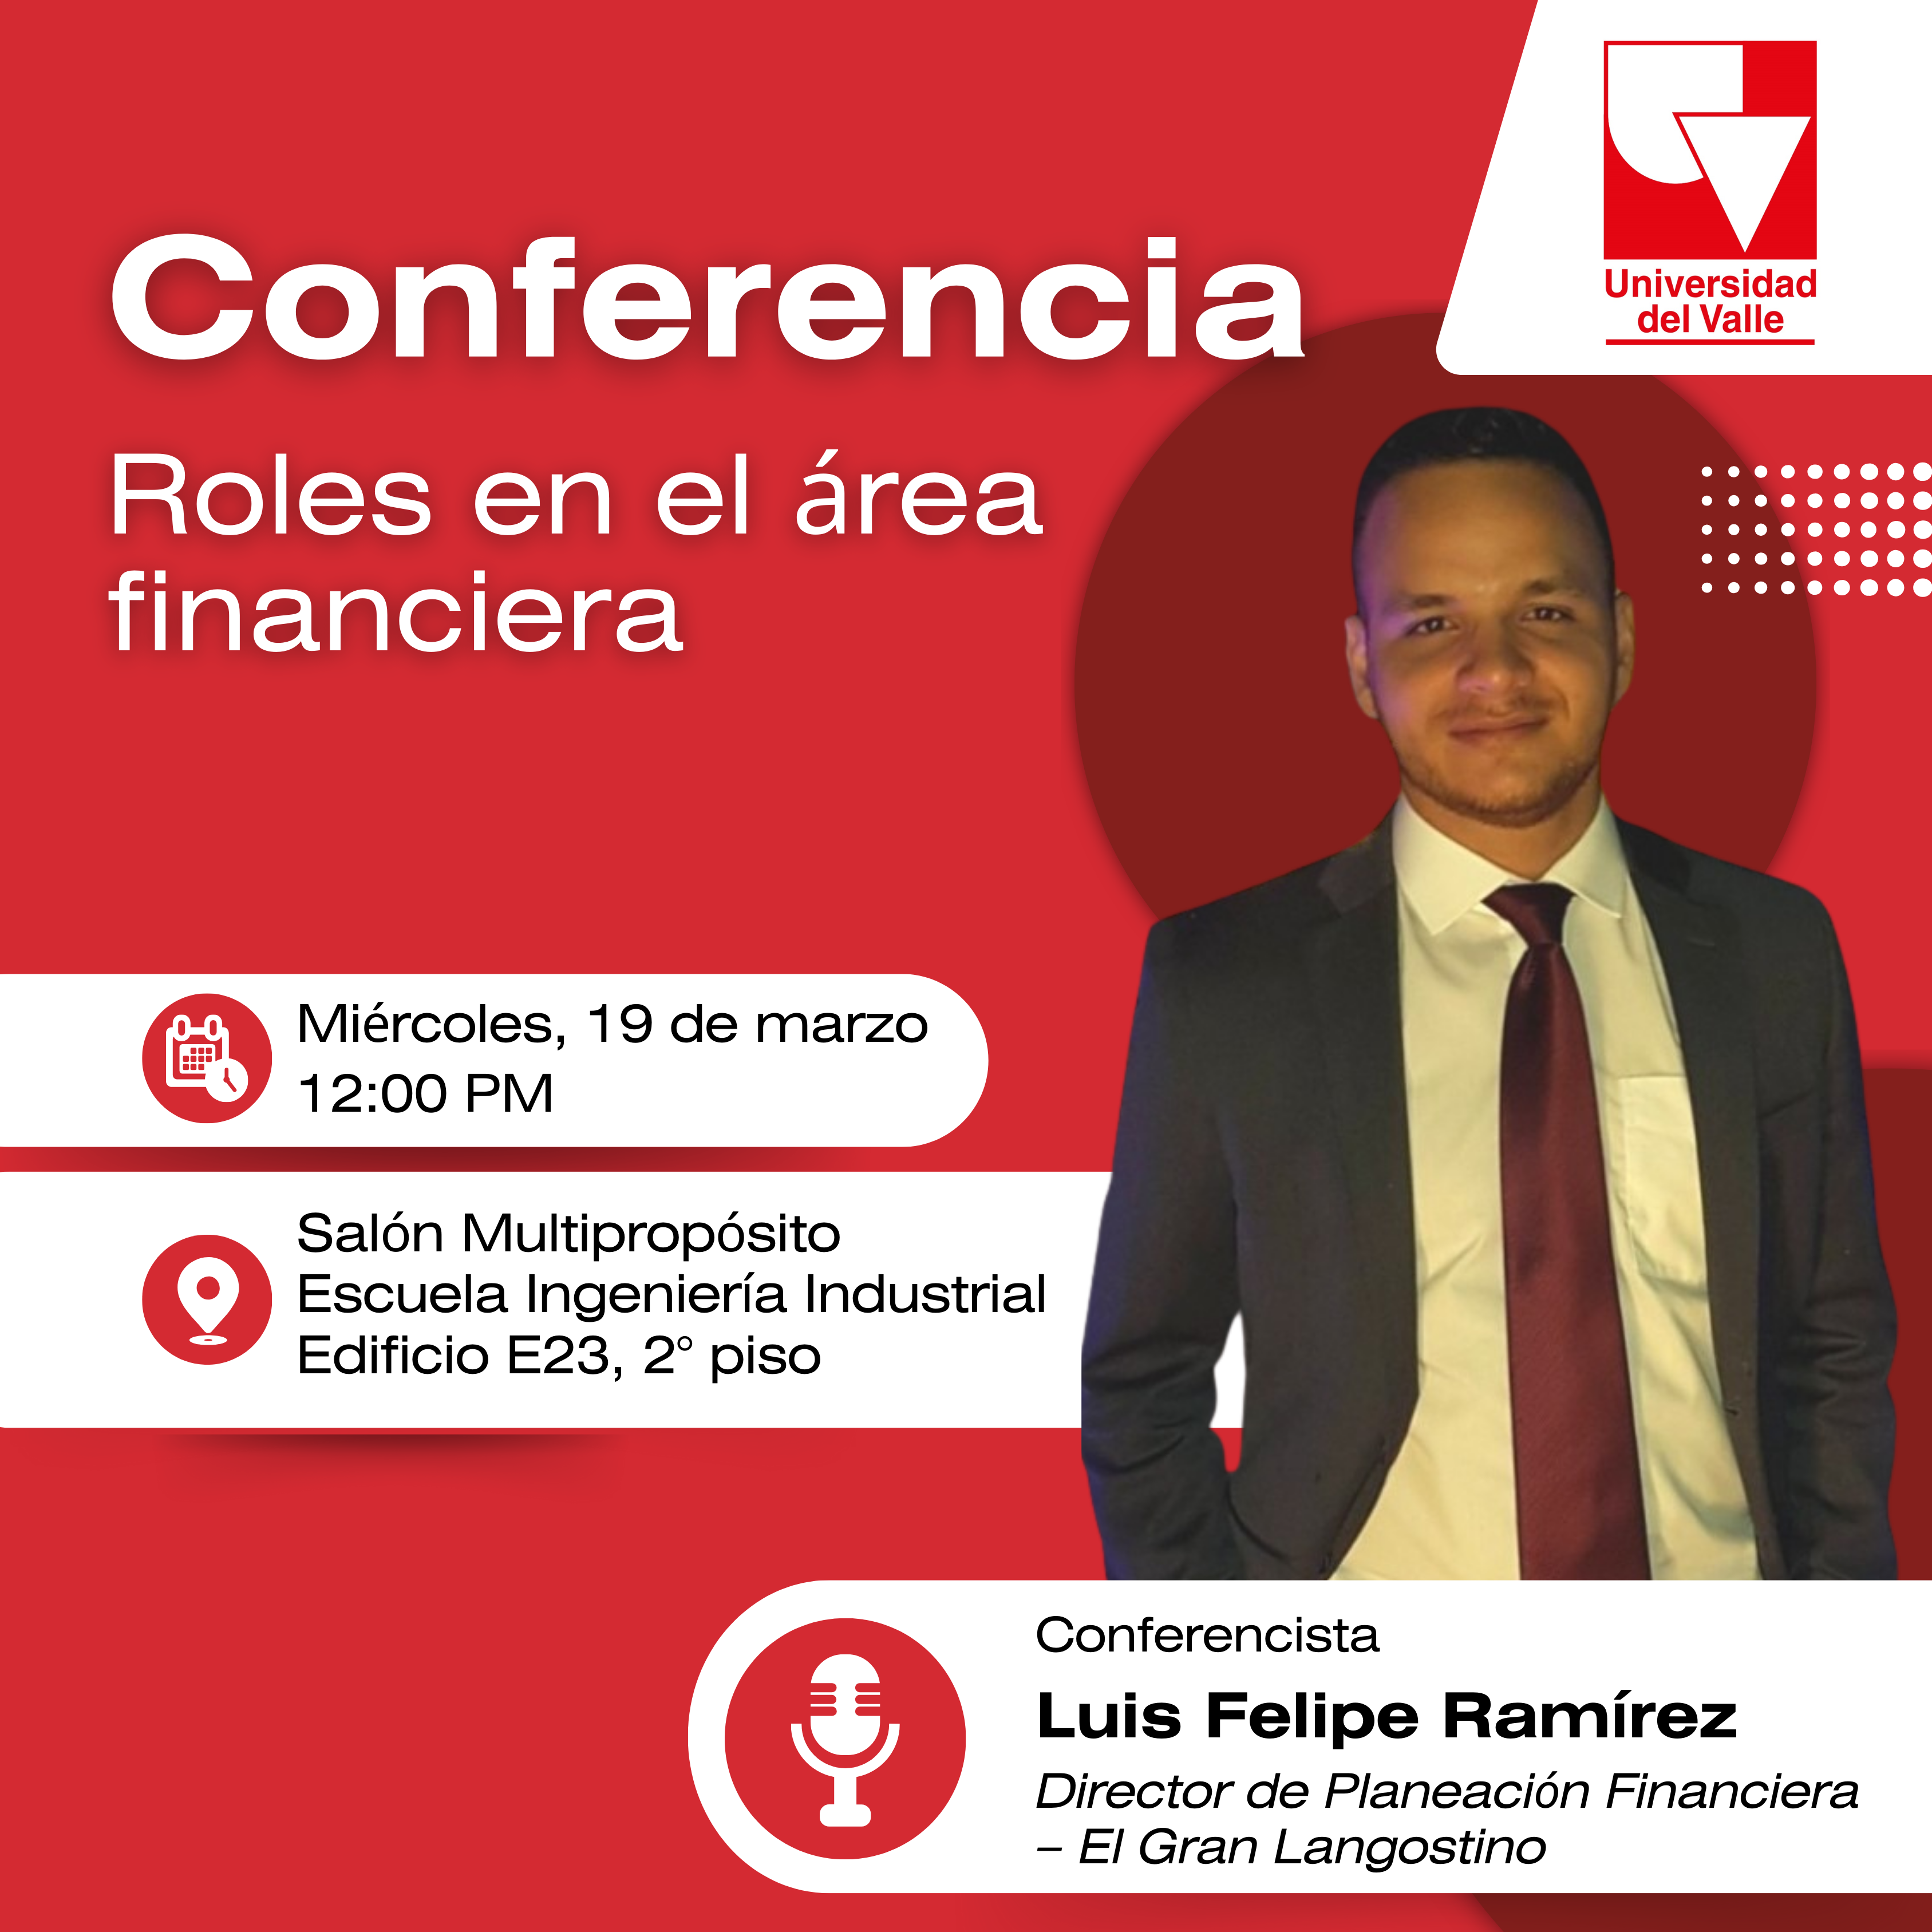 Universidad
del Valle
Conferencia
Roles en el área
financiera
Miércoles, 19 de marzo
12:00 PM
Salón Multipropósito
Escuela Ingeniería Industrial
Edificio E23, 2° piso
Conferencista
Luis Felipe Ramírez
Director de Planeación Financiera
– El Gran Langostino